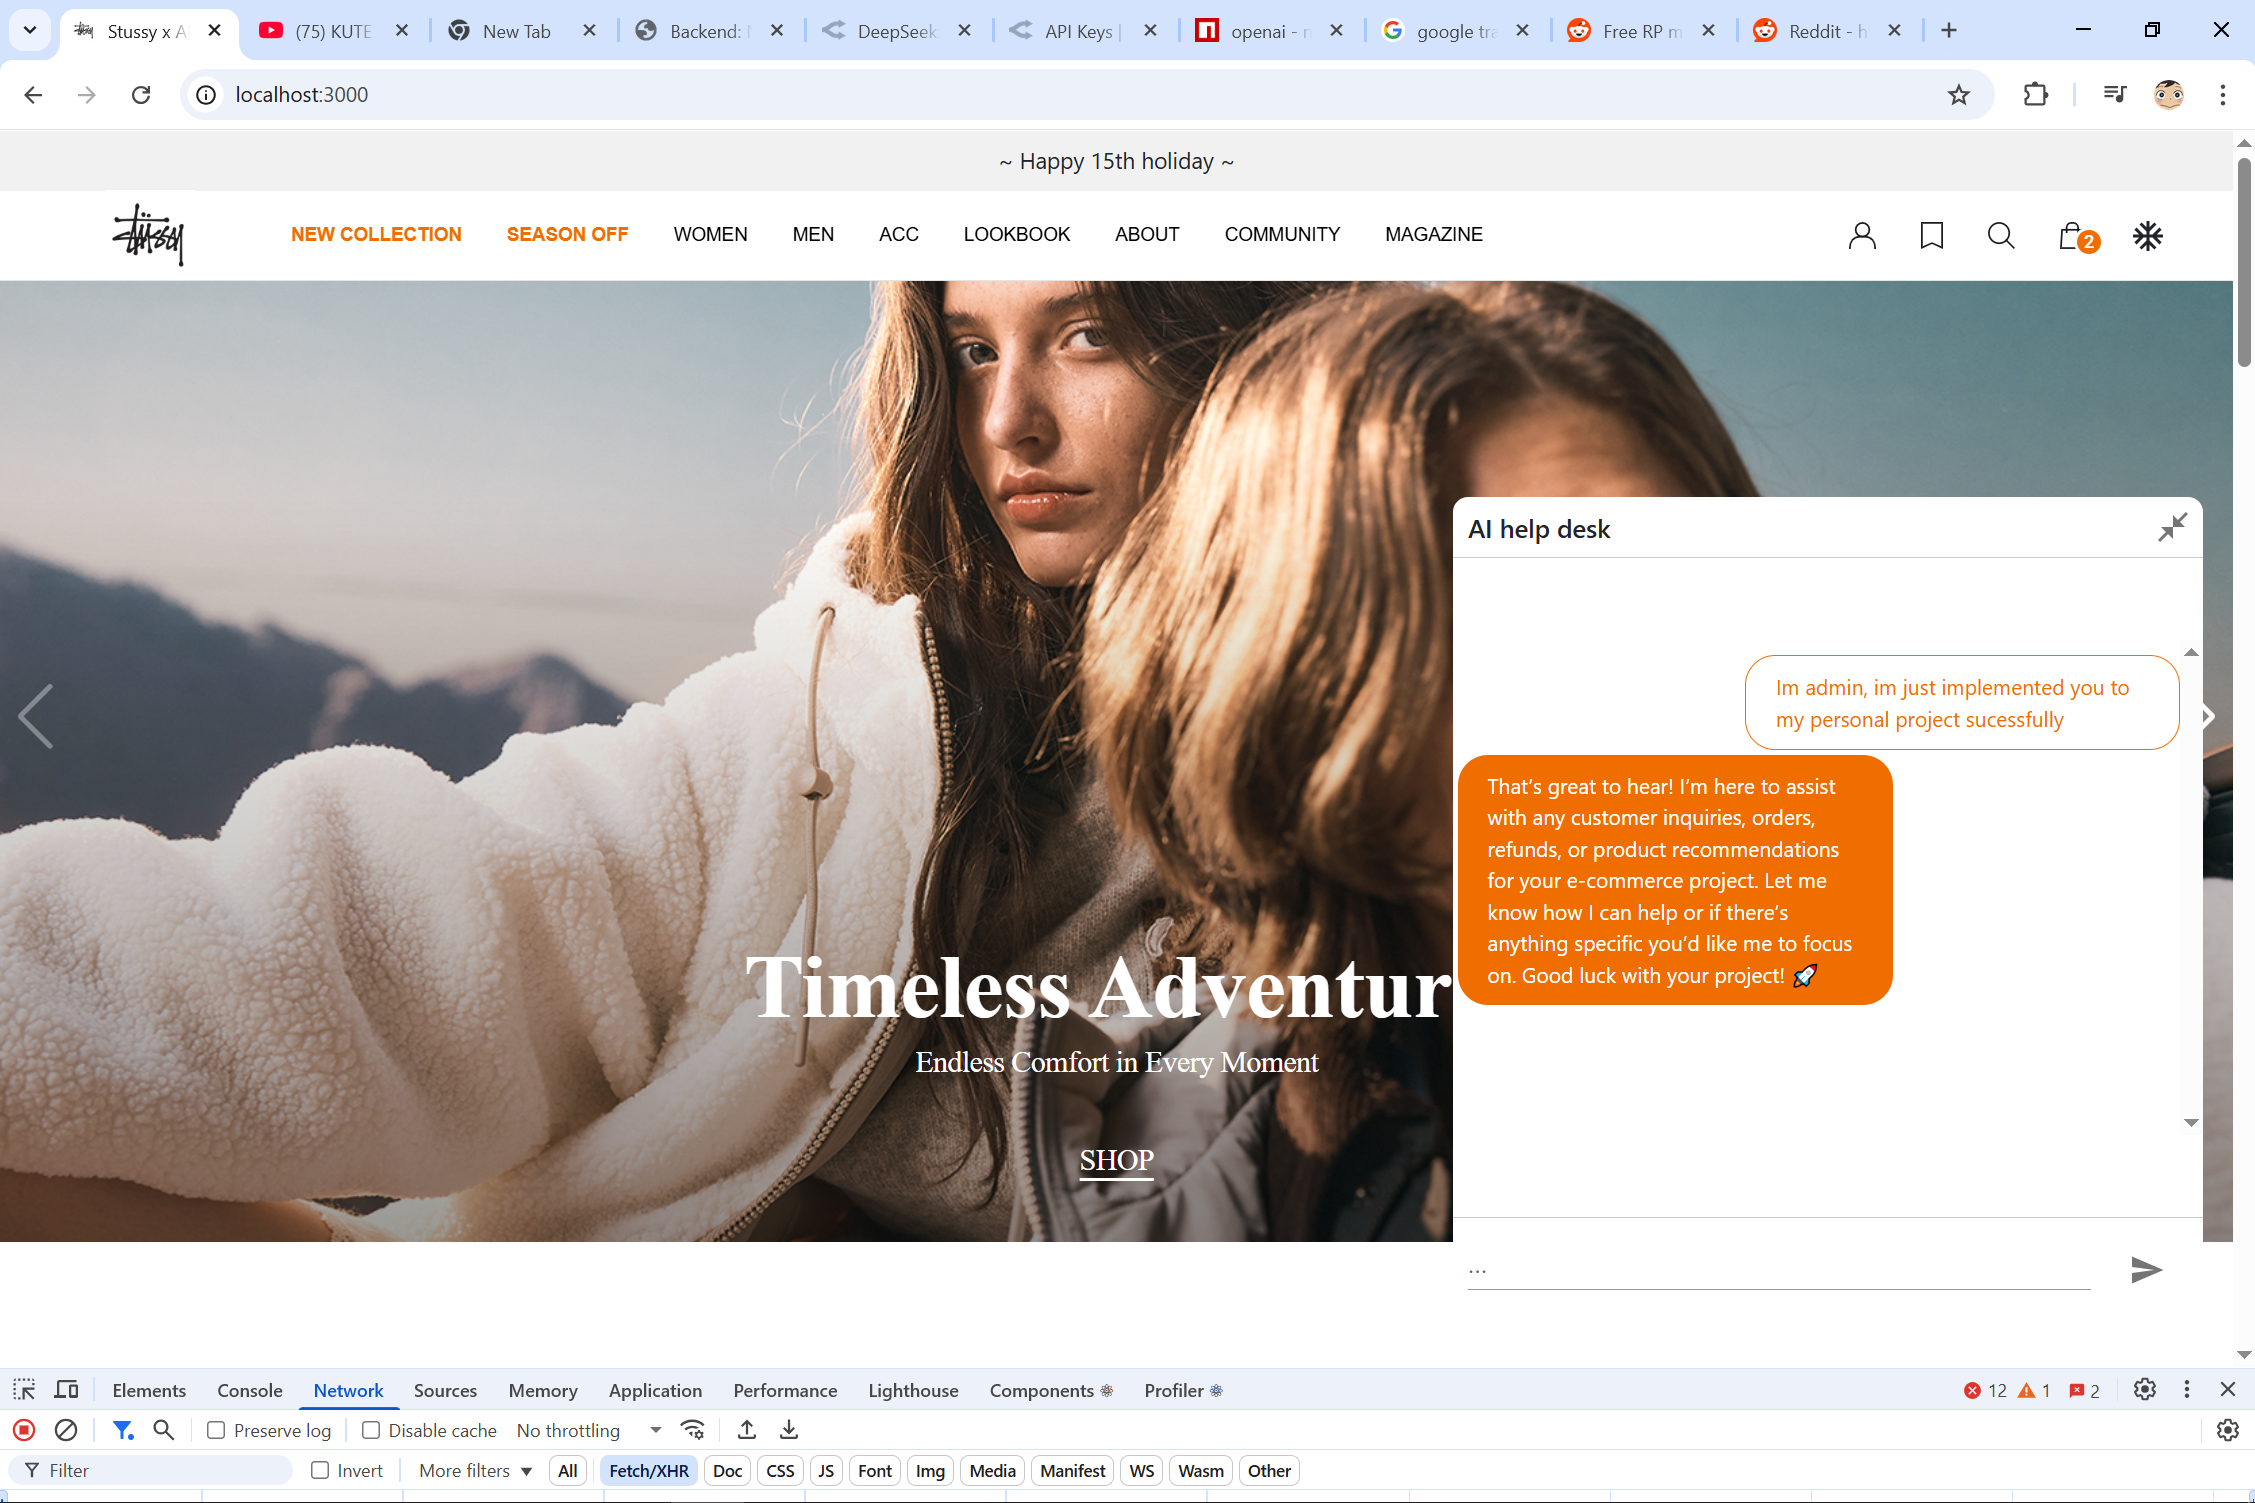 Stussy x A
(75) KUTE
New Tab
Backend:
DeepSeek
API Keys |
openai -
google tra
Free RP m
Reddit - h
localhost:3000
~ Happy 15th holiday ~
Stüssy
NEW COLLECTION
SEASON OFF
WOMEN
MEN
ACC
LOOKBOOK
ABOUT
COMMUNITY
MAGAZINE
2
AI help desk
Im admin, im just implemented you to
my personal project sucessfully
That's great to hear! I'm here to assist
with any customer inquiries, orders,
refunds, or product recommendations
for your e-commerce project. Let me
know how I can help or if there's
anything specific you'd like me to focus
on. Good luck with your project! 🚀
Timeless Adventur
Endless Comfort in Every Moment
SHOP
...
Elements
Console
Network
Sources
Memory
Application
Performance
Lighthouse
Components ⚛
Profiler ⚛
12
1
2
Preserve log
Disable cache
No throttling
Filter
Invert
More filters
All
Fetch/XHR
Doc
CSS
JS
Font
Img
Media
Manifest
WS
Wasm
Other